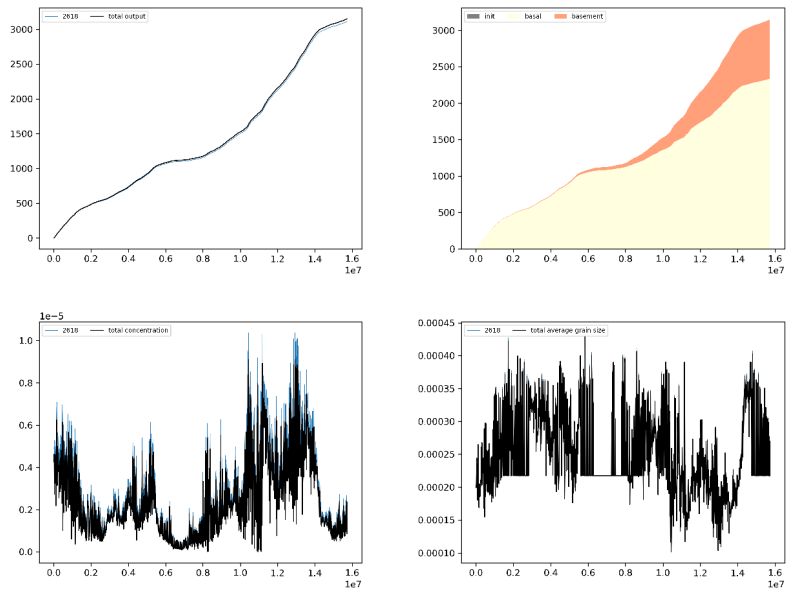 2618 total output
3000
2500
2000
1500
1000
500
0
0.0 0.2 0.4 0.6 0.8 1.0 1.2 1.4 1.6
1e7
init basal basement
3000
2500
2000
1500
1000
500
0
0.0 0.2 0.4 0.6 0.8 1.0 1.2 1.4 1.6
1e7
1e−5
2618 total concentration
1.0
0.8
0.6
0.4
0.2
0.0
0.0 0.2 0.4 0.6 0.8 1.0 1.2 1.4 1.6
1e7
0.00045
2618 total average grain size
0.00040
0.00035
0.00030
0.00025
0.00020
0.00015
0.00010
0.0 0.2 0.4 0.6 0.8 1.0 1.2 1.4 1.6
1e7